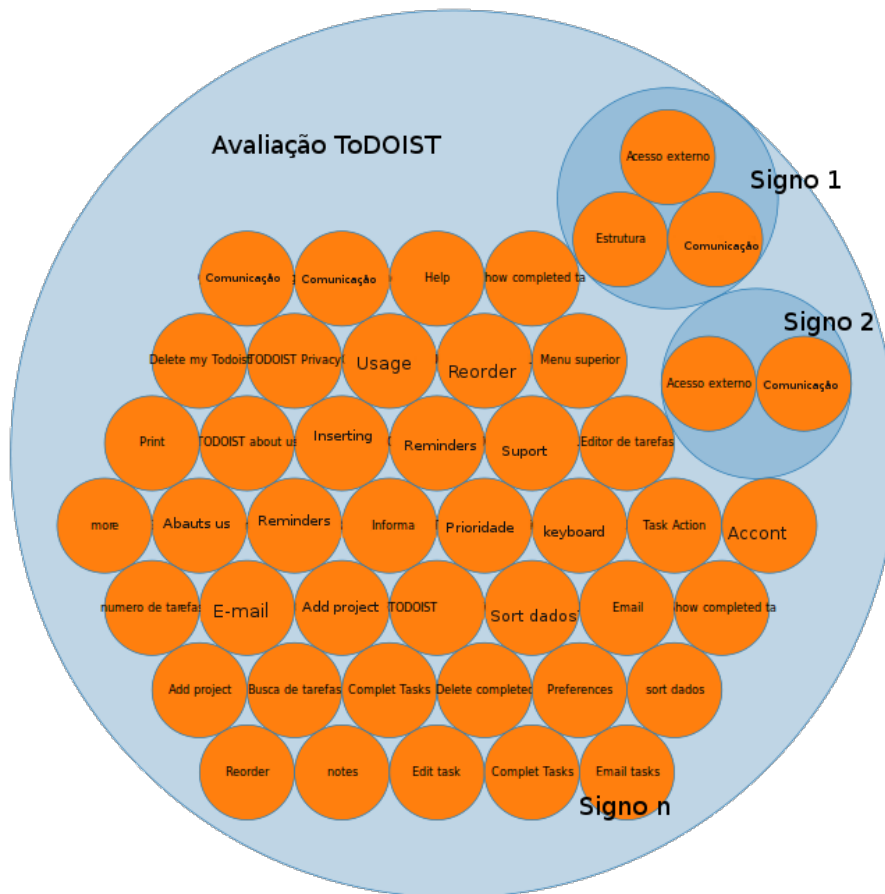 Avaliação ToDOIST
Acesso externo
Signo 1
Estrutura
Comunicação
Comunicação
Comunicação
Help
how completed ta
Signo 2
Delete my Todoist
TODOIST Privacy
Usage
Reorder
Menu superior
Acesso externo
Comunicação
Print
TODOIST about us
Inserting
Reminders
Suport
Editor de tarefas
more
Abauts us
Reminders
Informa
Prioridade
keyboard
Task Action
Accont
numero de tarefas
E-mail
Add project
TODOIST
Sort dados
Email
how completed ta
Add project
Busca de tarefas
Complet Tasks
Delete completed
Preferences
sort dados
Reorder
notes
Edit task
Complet Tasks
Email tasks
Signo n